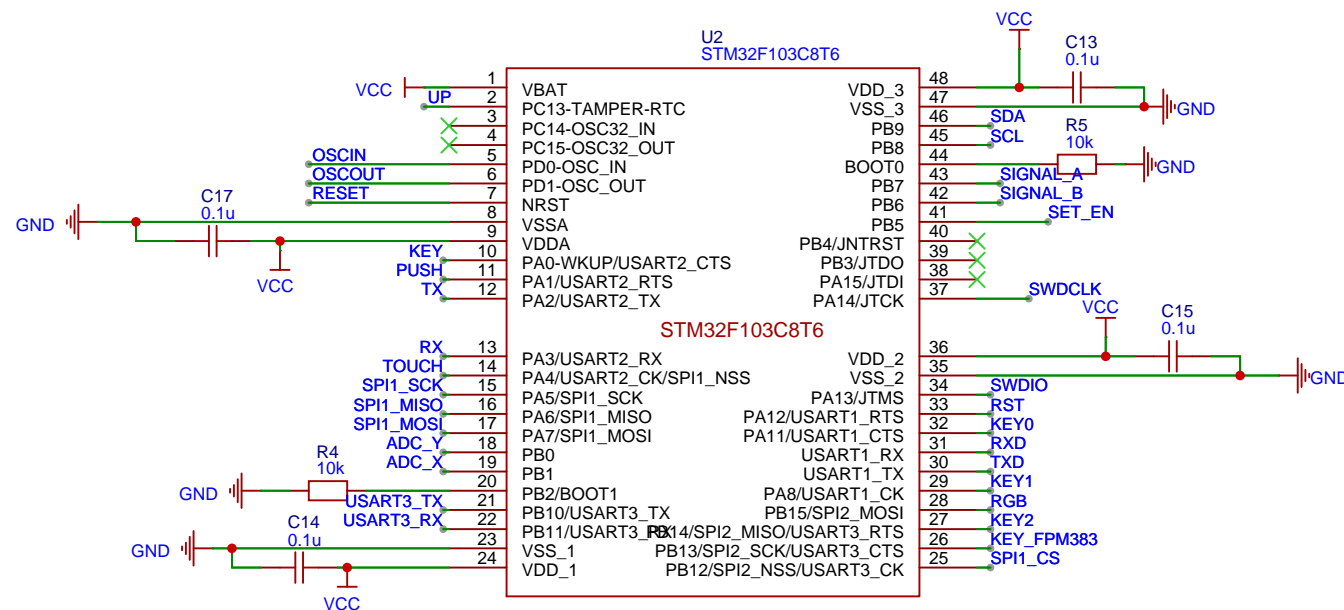 U2
STM32F103C8T6
VCC
1
VBAT
UP
2
PC13-TAMPER-RTC
3
PC14-OSC32_IN
4
PC15-OSC32_OUT
OSCIN
5
PD0-OSC_IN
OSCOUT
6
PD1-OSC_OUT
RESET
7
NRST
C17
0.1u
GND
8
VSSA
9
VDDA
VCC
KEY
10
PA0-WKUP/USART2_CTS
PUSH
11
PA1/USART2_RTS
TX
12
PA2/USART2_TX
STM32F103C8T6
RX
13
PA3/USART2_RX
TOUCH
14
PA4/USART2_CK/SPI1_NSS
SPI1_SCK
15
PA5/SPI1_SCK
SPI1_MISO
16
PA6/SPI1_MISO
SPI1_MOSI
17
PA7/SPI1_MOSI
ADC_Y
18
PB0
ADC_X
19
PB1
R4
10k
GND
20
PB2/BOOT1
USART3_TX
21
PB10/USART3_TX
USART3_RX
22
PB11/USART3_RX
C14
0.1u
GND
23
VSS_1
24
VDD_1
VCC
VCC
C13
0.1u
48
VDD_3
47
VSS_3
GND
46
PB9
SDA
45
PB8
SCL
R5
10k
44
BOOT0
GND
43
PB7
SIGNAL_A
42
PB6
SIGNAL_B
41
PB5
SET_EN
40
PB4/JNTRST
39
PB3/JTDO
38
PA15/JTDI
37
PA14/JTCK
SWDCLK
VCC
C15
0.1u
36
VDD_2
35
VSS_2
GND
34
PA13/JTMS
SWDIO
33
PA12/USART1_RTS
RST
32
PA11/USART1_CTS
KEY0
31
USART1_RX
RXD
30
USART1_TX
TXD
29
PA8/USART1_CK
KEY1
28
PB15/SPI2_MOSI
RGB
27
PB14/SPI2_MISO/USART3_RTS
KEY2
26
PB13/SPI2_SCK/USART3_CTS
KEY_FPM383
25
PB12/SPI2_NSS/USART3_CK
SPI1_CS